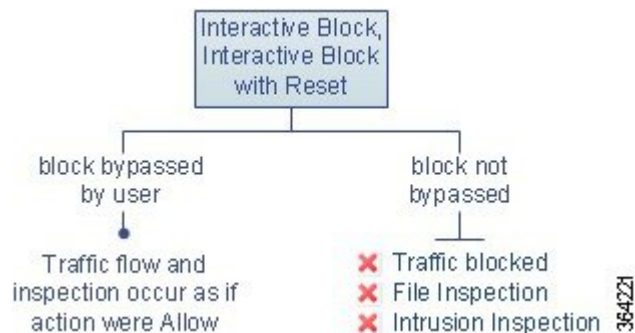 Interactive Block,
Interactive Block
with Reset
block bypassed
by user
block not
bypassed
Traffic flow and
inspection occur as if
action were Allow
Traffic blocked
File Inspection
Intrusion Inspection
364221